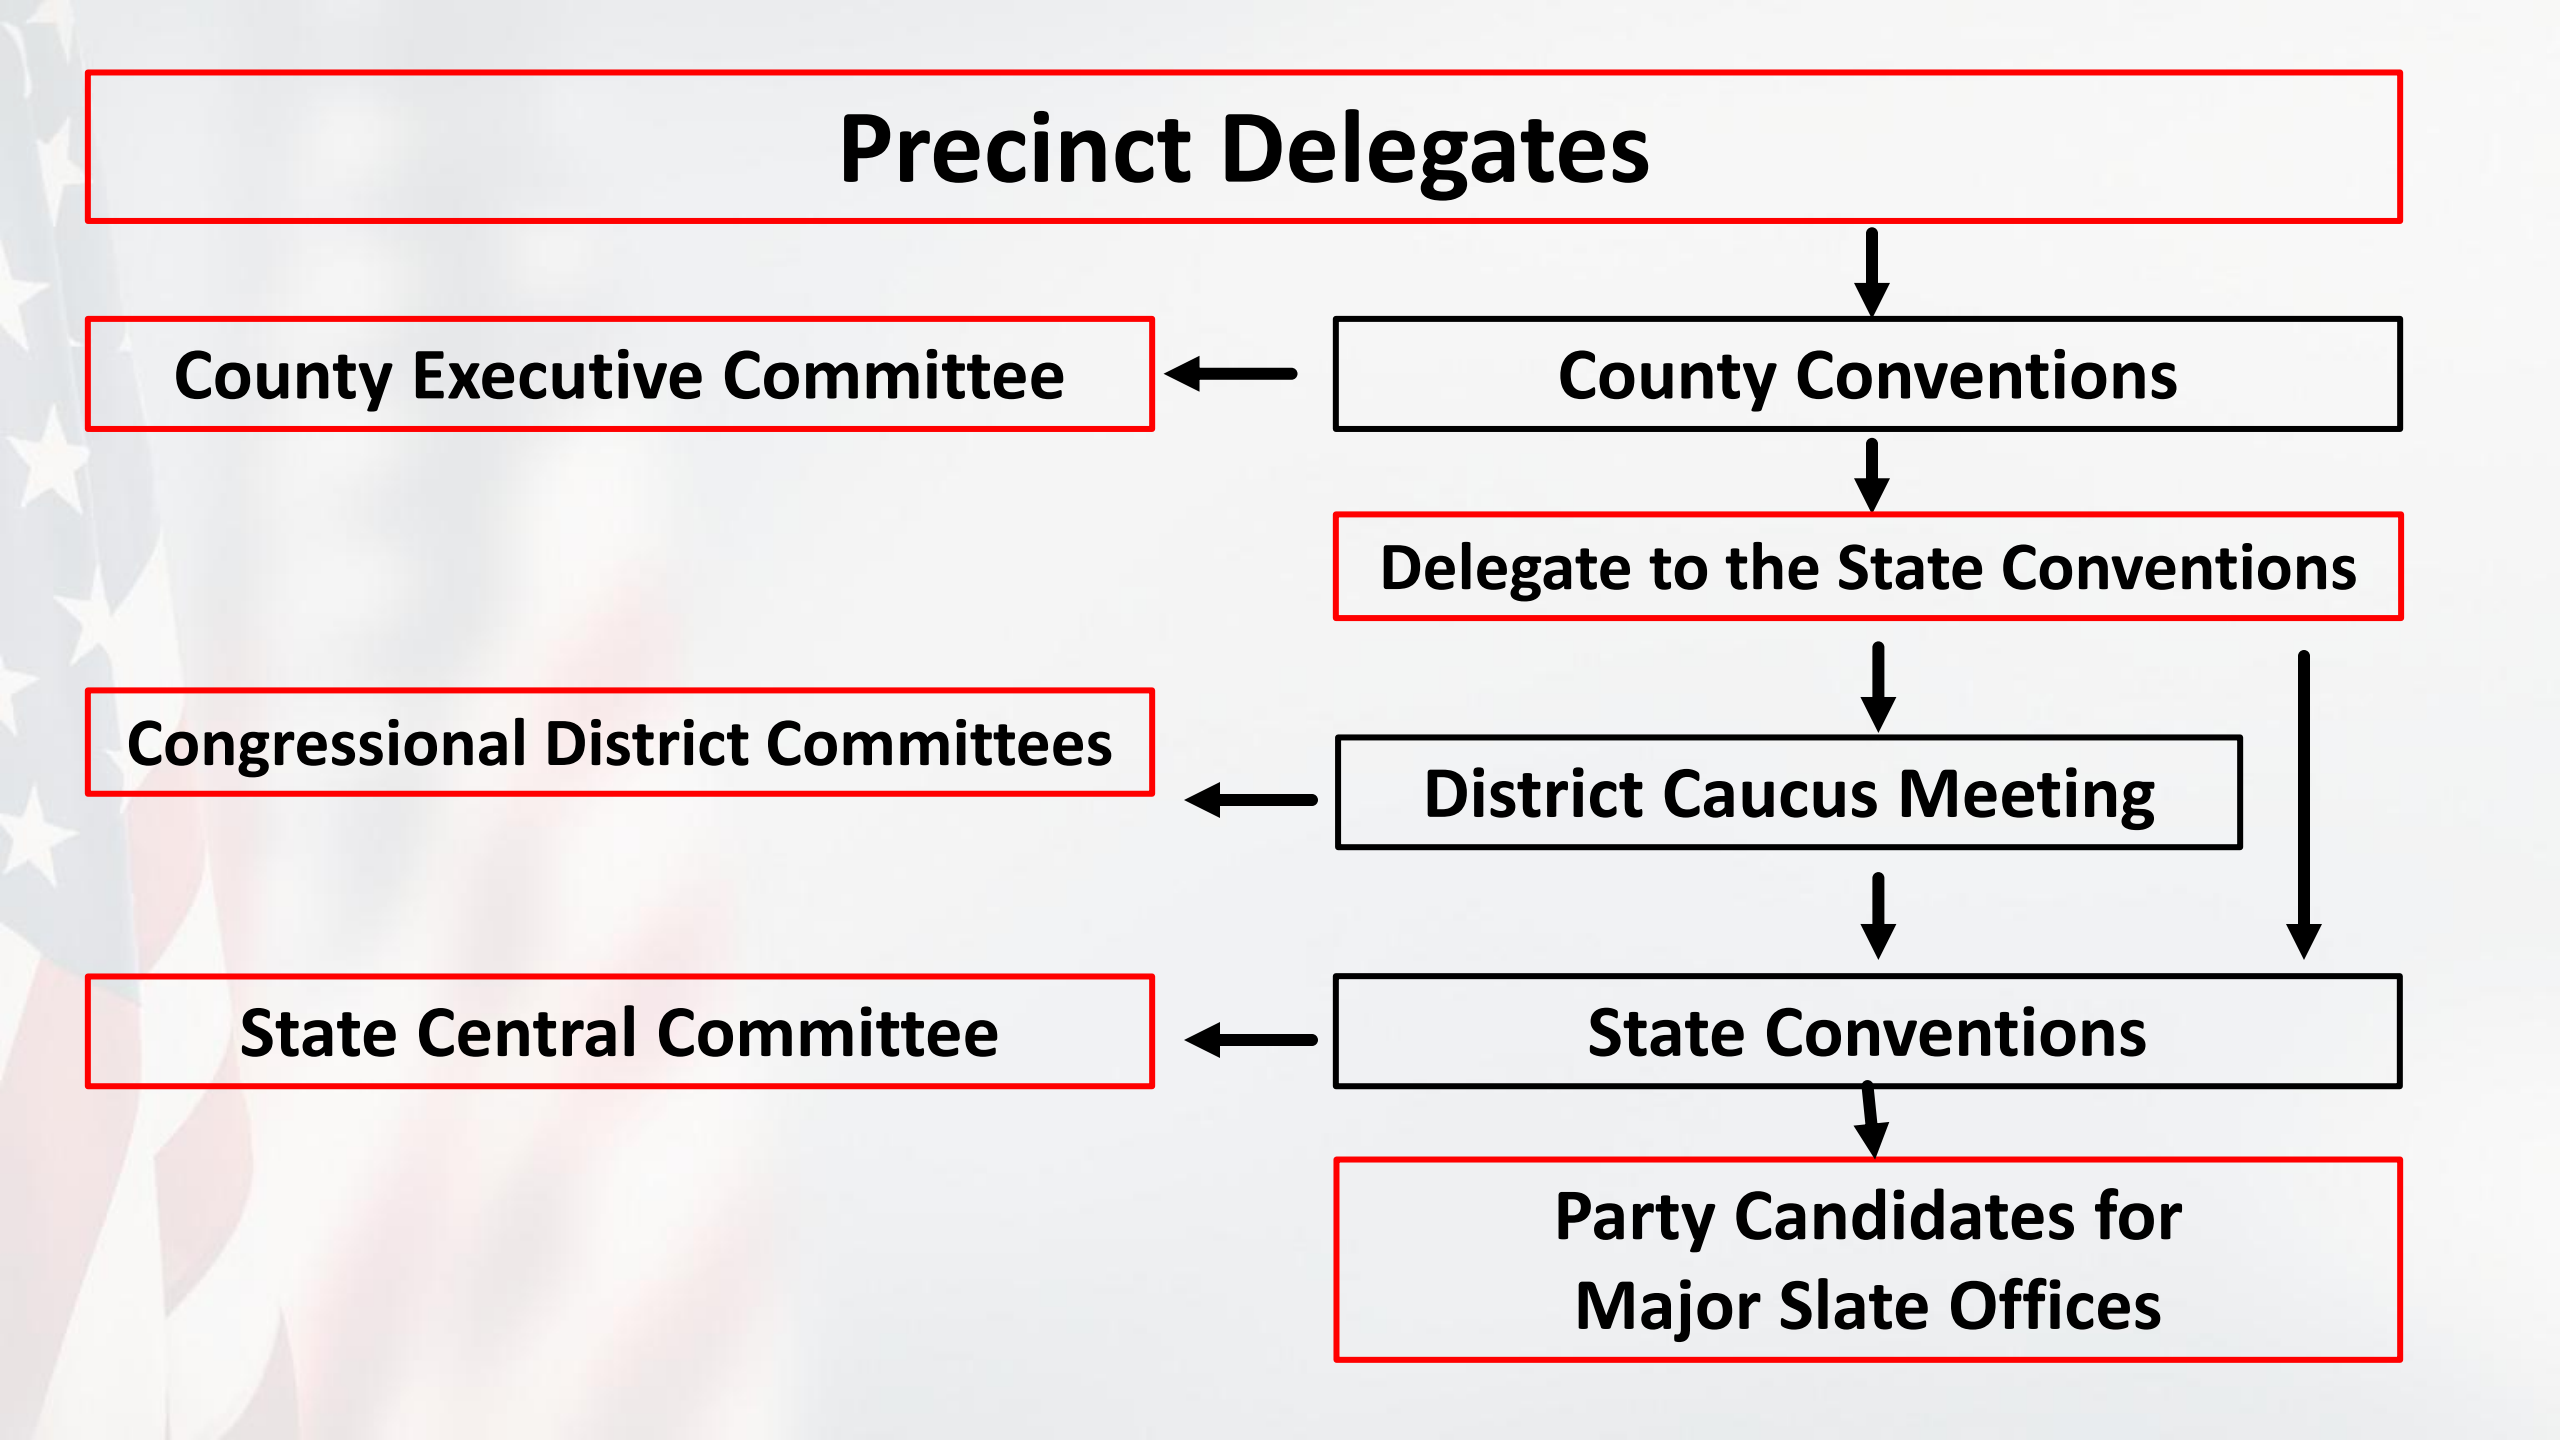 Precinct Delegates
County Executive Committee
County Conventions
Delegate to the State Conventions
Congressional District Committees
District Caucus Meeting
State Central Committee
State Conventions
Party Candidates for
Major Slate Offices